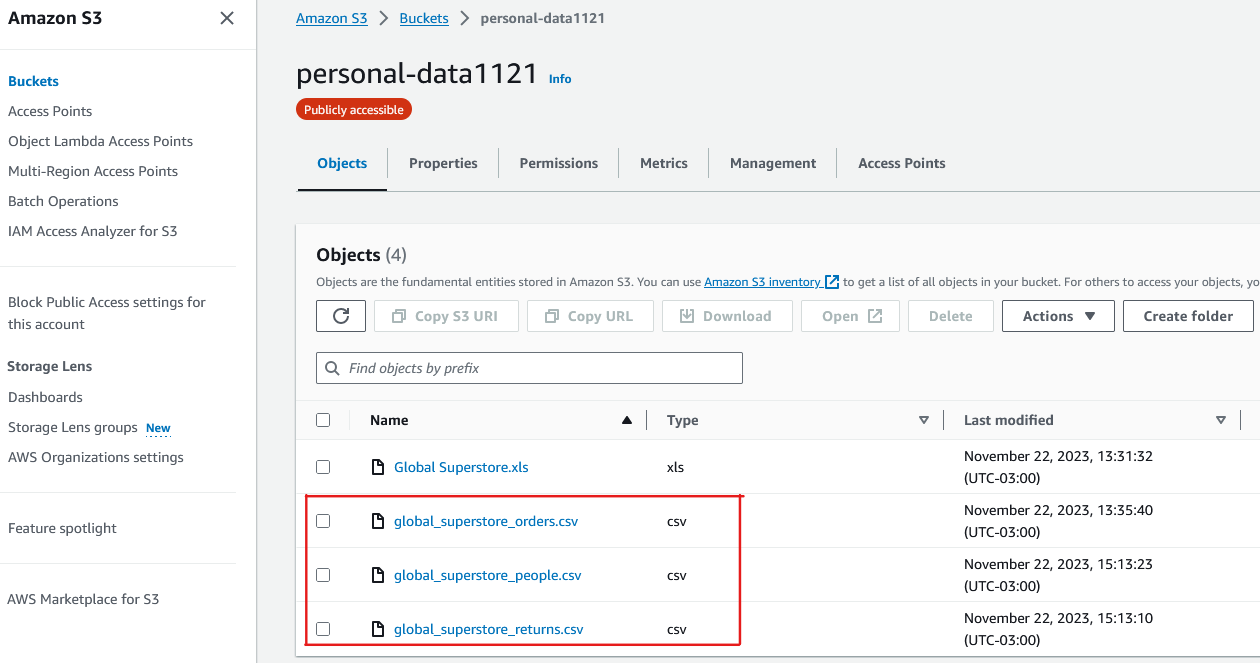 Amazon S3
Buckets
Access Points
Object Lambda Access Points
Multi-Region Access Points
Batch Operations
IAM Access Analyzer for S3
Block Public Access settings for
this account
Storage Lens
Dashboards
Storage Lens groups New
AWS Organizations settings
Feature spotlight
AWS Marketplace for S3
Amazon S3 > Buckets > personal-data1121
personal-data1121 Info
Publicly accessible
Objects Properties Permissions Metrics Management Access Points
Objects (4)
Objects are the fundamental entities stored in Amazon S3. You can use Amazon S3 inventory to get a list of all objects in your bucket. For others to access your objects, yo
Copy S3 URI Copy URL Download Open Delete Actions Create folder
Find objects by prefix
Name Type Last modified
Global Superstore.xls xls November 22, 2023, 13:31:32
(UTC-03:00)
global_superstore_orders.csv csv November 22, 2023, 13:35:40
(UTC-03:00)
global_superstore_people.csv csv November 22, 2023, 15:13:23
(UTC-03:00)
global_superstore_returns.csv csv November 22, 2023, 15:13:10
(UTC-03:00)